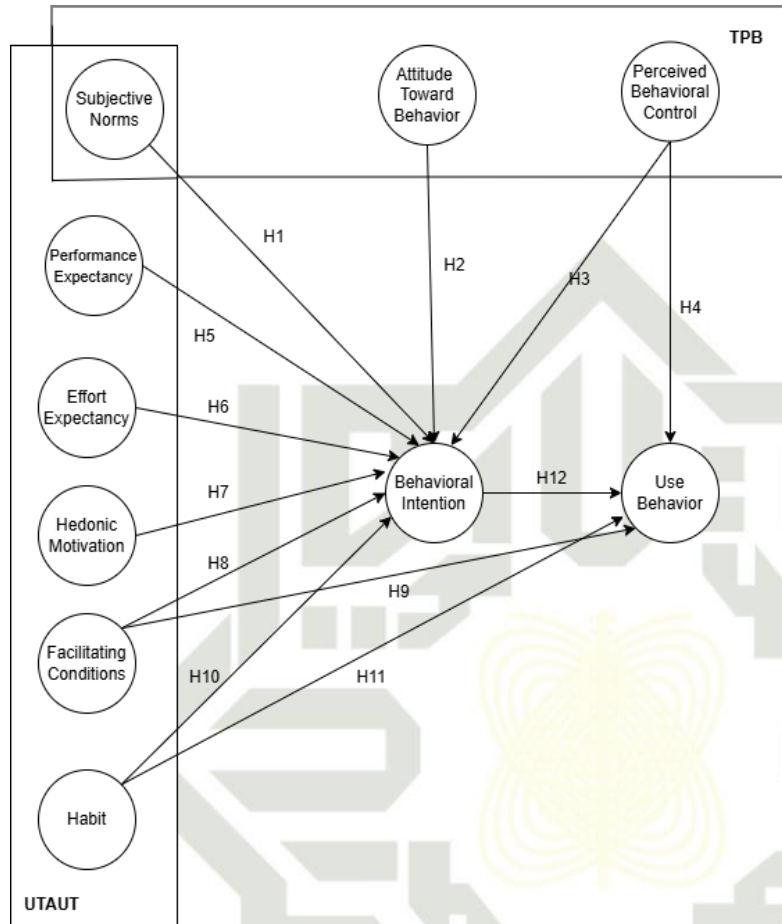 TPB
Subjective
Norms
Attitude
Toward
Behavior
Perceived
Behavioral
Control
H1
H2
H3
H4
Performance
Expectancy
H5
Effort
Expectancy
H6
Behavioral
Intention
H12
Use
Behavior
Hedonic
Motivation
H7
H8
H9
Facilitating
Conditions
H10
H11
Habit
UTAUT